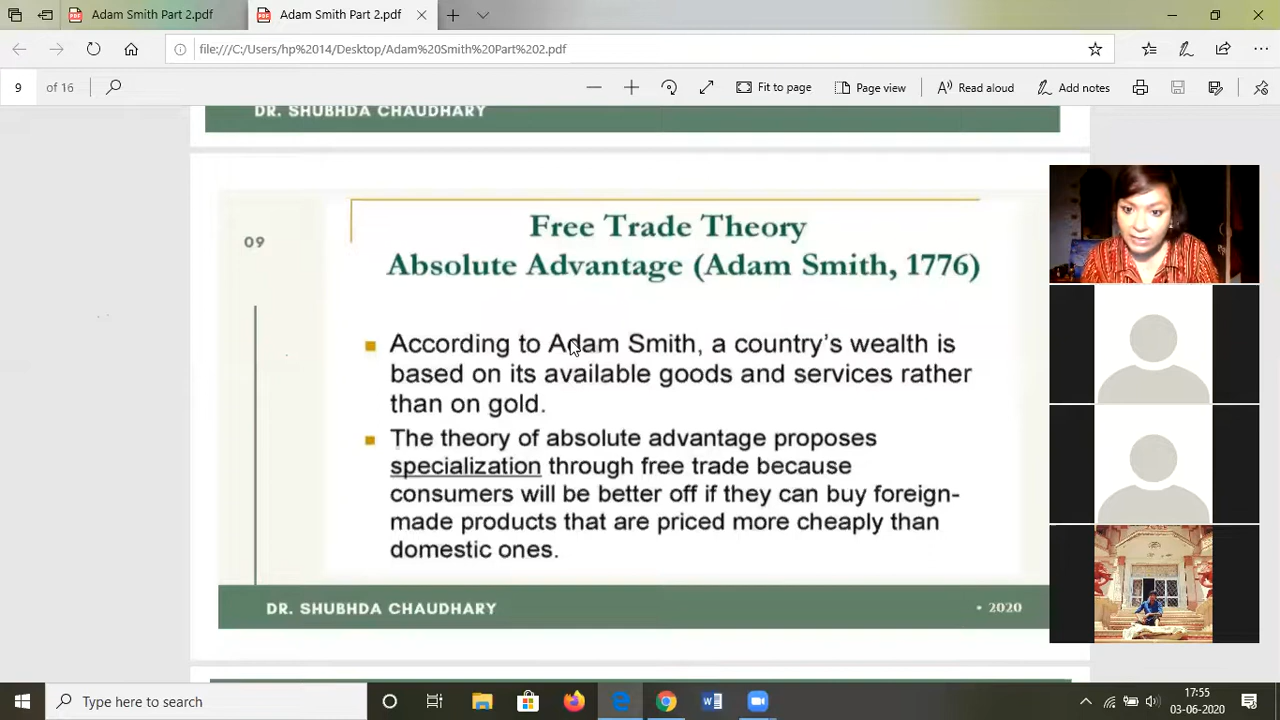 Adam Smith Part 2.pdf
Adam Smith Part 2.pdf
file:///C:/Users/hp%2014/Desktop/Adam%20Smith%20Part%202.pdf
9 of 16
Fit to page
Page view
Read aloud
Add notes
DR. SHUBHDA CHAUDHARY
09
Free Trade Theory
Absolute Advantage (Adam Smith, 1776)
According to Adam Smith, a country's wealth is
based on its available goods and services rather
than on gold.
The theory of absolute advantage proposes
specialization through free trade because
consumers will be better off if they can buy foreign-
made products that are priced more cheaply than
domestic ones.
DR. SHUBHDA CHAUDHARY
• 2020
Type here to search
17:55
03-06-2020